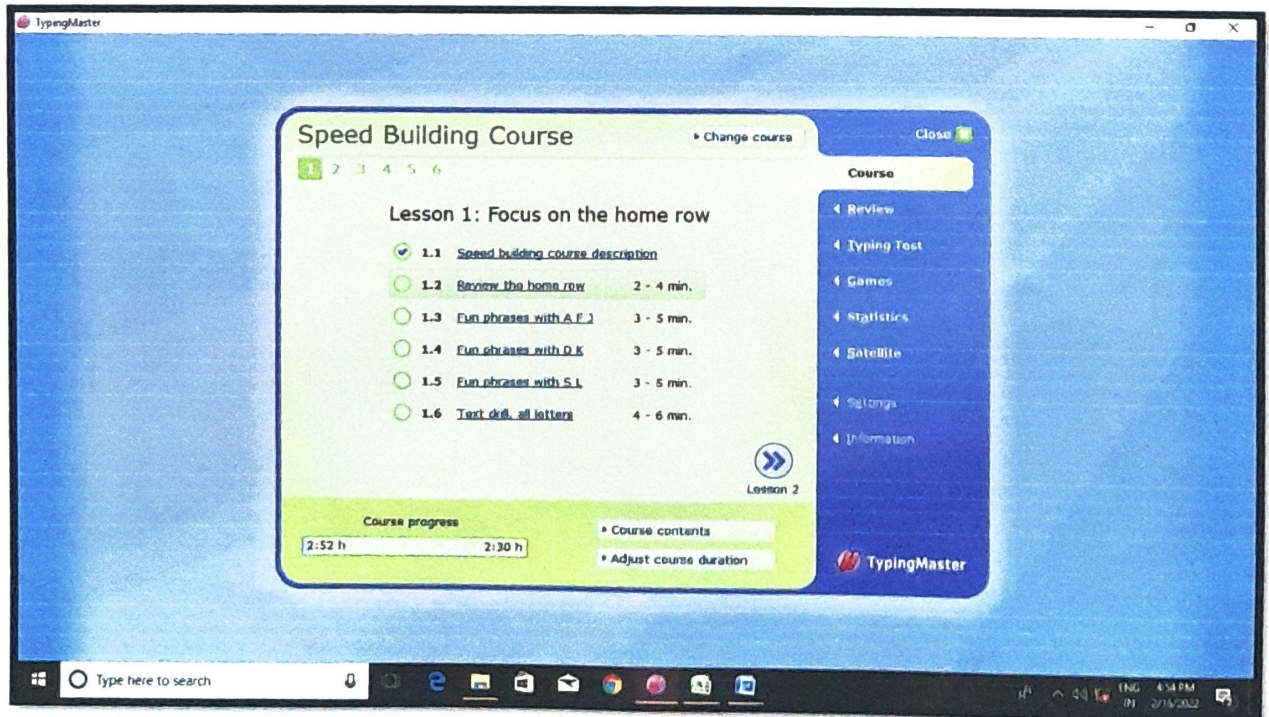 TypingMaster
Speed Building Course
Change course
Close
1 2 3 4 5 6
Course
Lesson 1: Focus on the home row
Review
1.1 Speed building course description
Typing Test
1.2 Review the home row 2 - 4 min.
Games
1.3 Fun phrases with A F J 3 - 5 min.
Statistics
1.4 Fun phrases with D K 3 - 5 min.
Satellite
1.5 Fun phrases with S L 3 - 5 min.
Settings
1.6 Text drill, all letters 4 - 6 min.
Information
Lesson 2
Course progress
2:52 h 2:30 h
Course contents
Adjust course duration
TypingMaster
Type here to search
ENG 4:54 PM
IN 2/15/2022